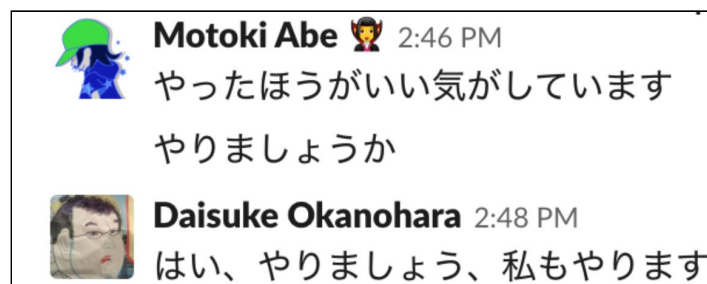 Motoki Abe 🧛 2:46 PM
やったほうがいい気がしています
やりましょうか
Daisuke Okanohara 2:48 PM
はい、やりましょう、私もやります